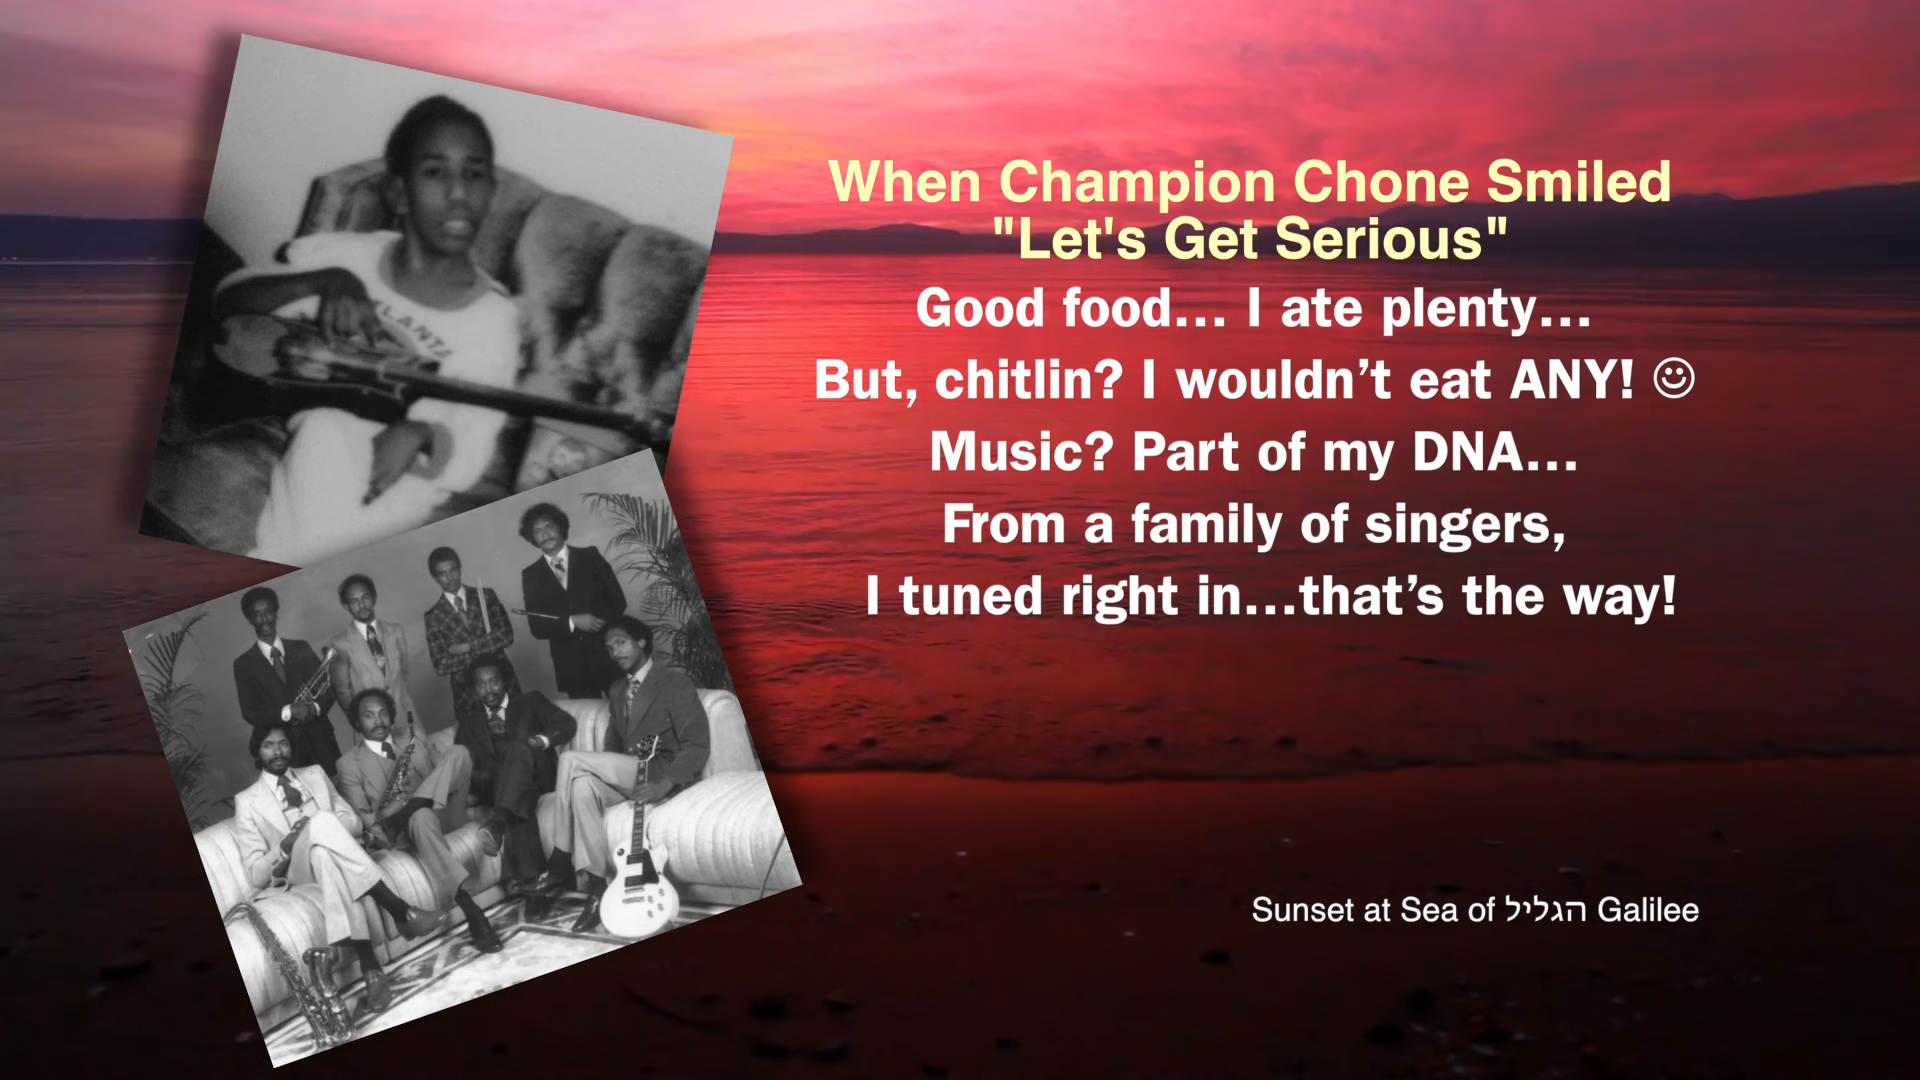 When Champion Chone Smiled
"Let's Get Serious"
Good food… I ate plenty…
But, chitlin? I wouldn’t eat ANY! ☺
Music? Part of my DNA…
From a family of singers,
I tuned right in…that’s the way!
Sunset at Sea of הגליל Galilee